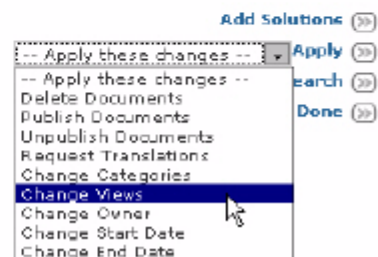 Add Solutions
-- Apply these changes -- Apply
-- Apply these changes -- earch
Delete Documents
Publish Documents Done
Unpublish Documents
Request Translations
Change Categories
Change Views
Change Owner
Change Start Date
Change End Date